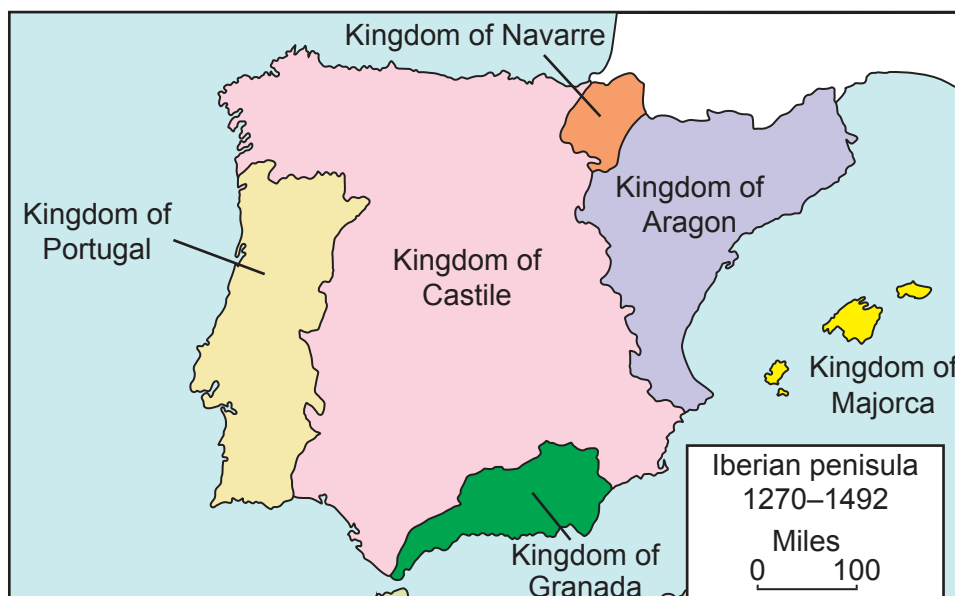 Kingdom of Navarre
Kingdom of
Aragon
Kingdom of
Portugal
Kingdom of
Castile
Kingdom of
Majorca
Kingdom of
Granada
Iberian penisula
1270–1492
Miles
0 100